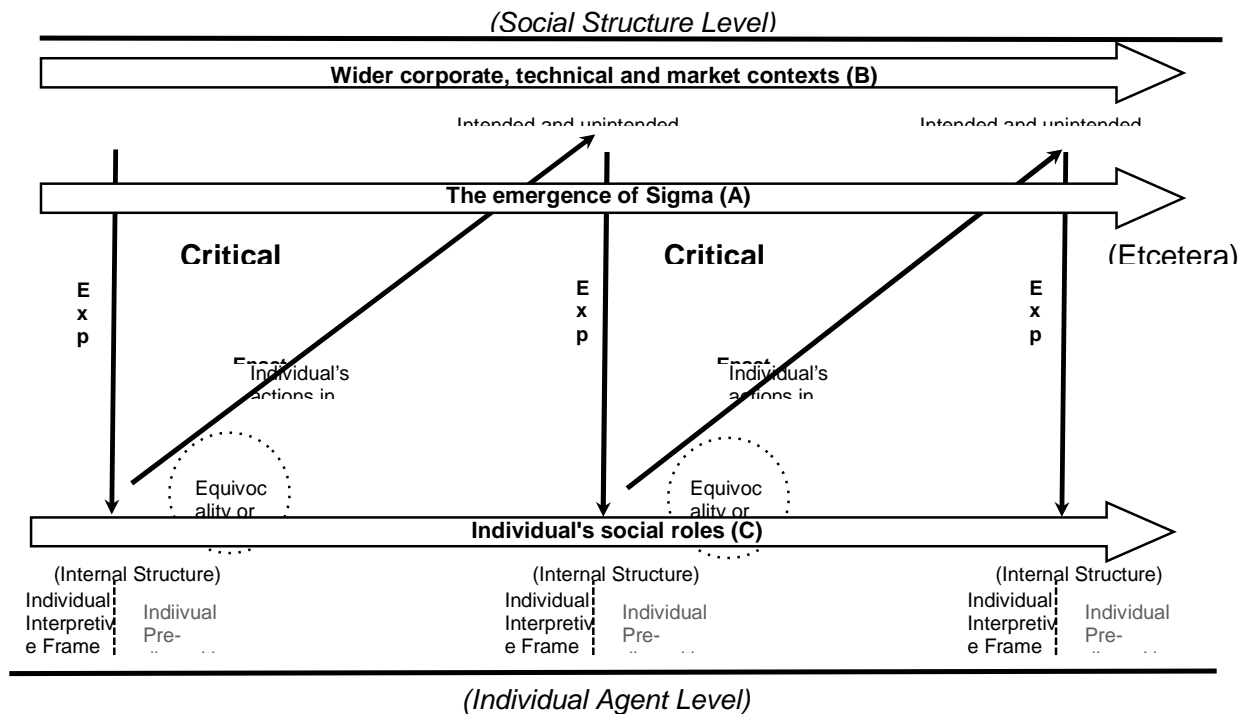 (Social Structure Level)
Wider corporate, technical and market contexts (B)
Intended and unintended
Intended and unintended
The emergence of Sigma (A)
Critical
Critical
(Etcetera)
E
x
p
E
x
p
E
x
p
Individual's
actions in
Individual's
actions in
Equivoc
ality or
Equivoc
ality or
Individual's social roles (C)
(Internal Structure)
(Internal Structure)
(Internal Structure)
Individual
Interpretiv
e Frame
Indiivual
Pre-
Individual
Interpretiv
e Frame
Individual
Pre-
Individual
Interpretiv
e Frame
Individual
Pre-
(Individual Agent Level)